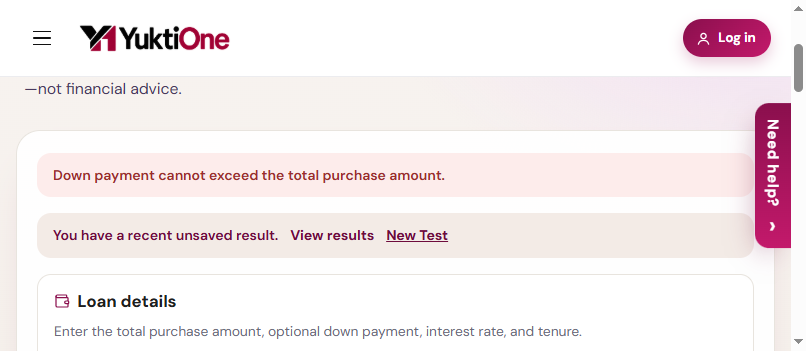 YuktiOne
Log in
—not financial advice.
Need help? ›
Down payment cannot exceed the total purchase amount.
You have a recent unsaved result. View results New Test
Loan details
Enter the total purchase amount, optional down payment, interest rate, and tenure.